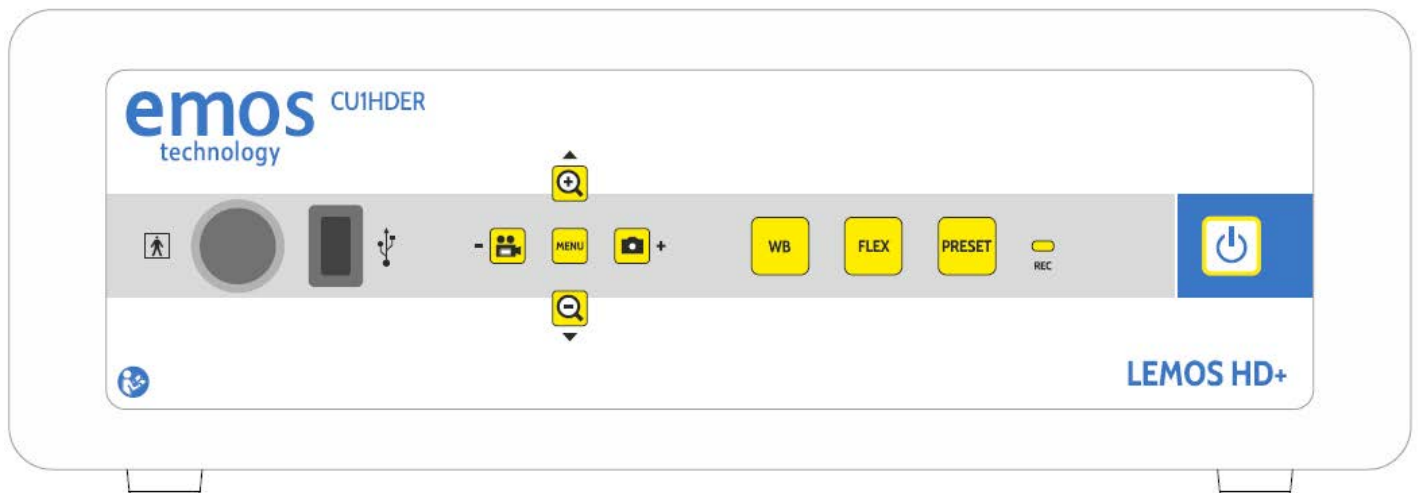 emos CU1HDER
technology
- MENU +
WB FLEX PRESET
REC
LEMOS HD+